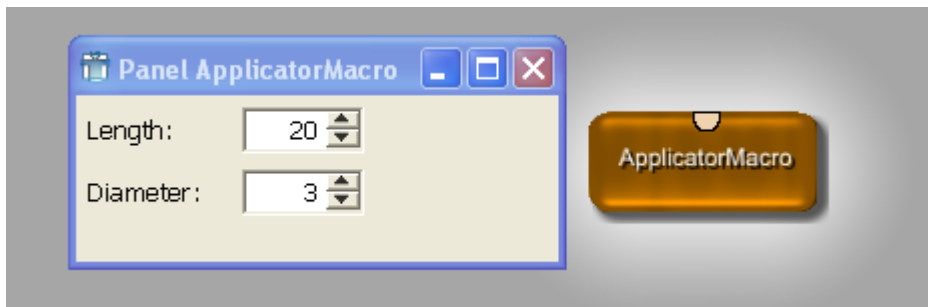 Panel ApplicatorMacro
Length: 20
Diameter: 3
ApplicatorMacro